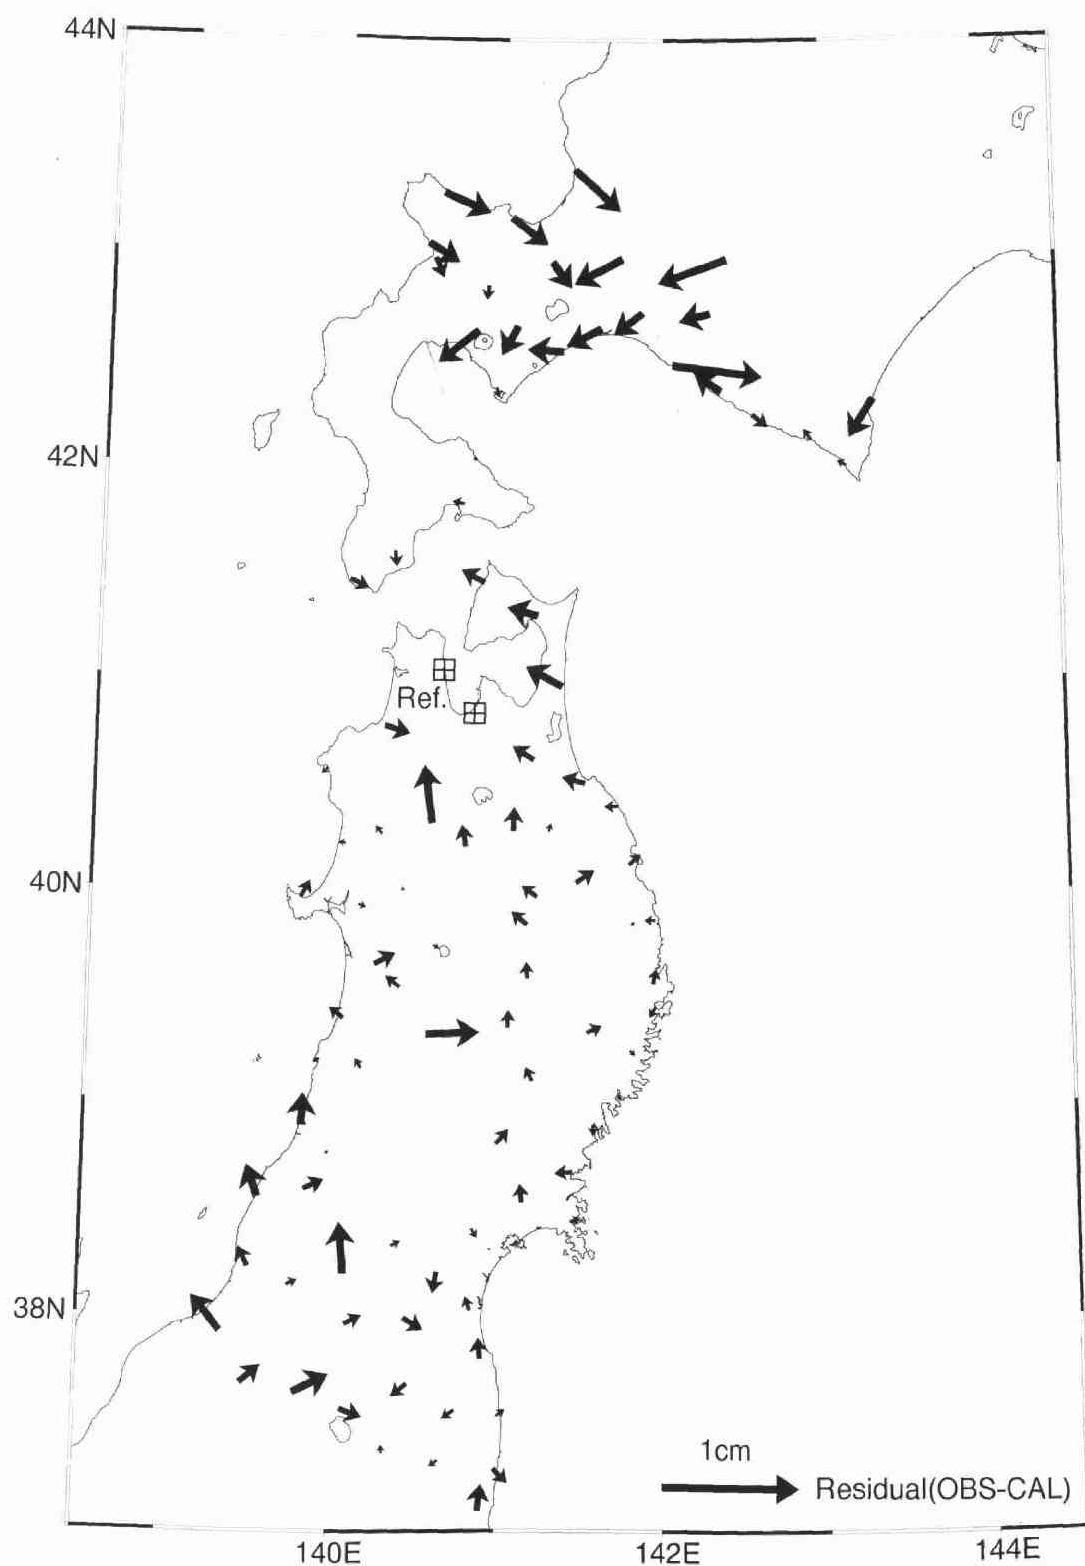 44N
42N
Ref.
40N
38N
1cm
Residual(OBS-CAL)
140E
142E
144E